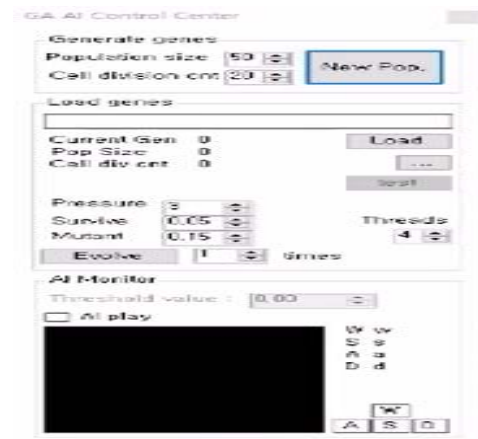 GA AI Control Center
Generate genes
Population size 50
Cell division cnt 20
New Pop.
Load genes
Current Gen 0
Load
Pop Size 0
Cell div cnt 0
...
test
Pressure 3
Survive 0.05
Threads
Mutant 0.15
4
Evolve 1 times
AI Monitor
Threshold value : 0.00
AI play
W w
S s
A a
D d
W
A S D